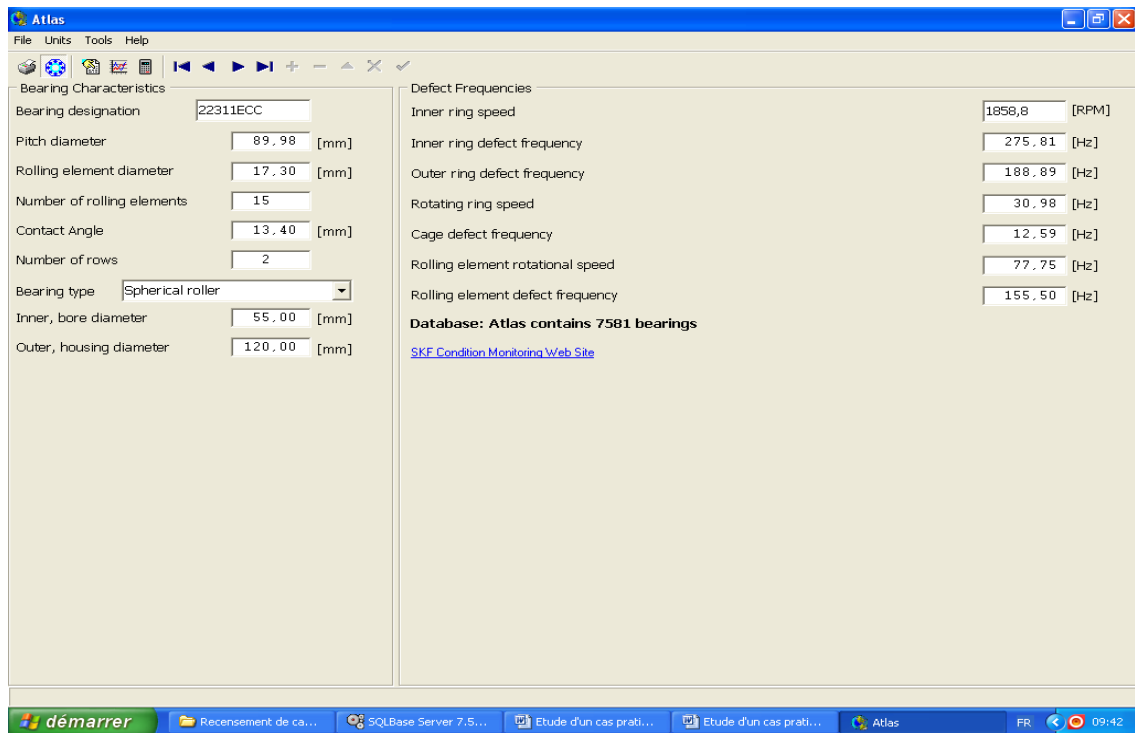 Atlas
File Units Tools Help
Bearing Characteristics
Bearing designation 22311ECC
Pitch diameter 89,98 [mm]
Rolling element diameter 17,30 [mm]
Number of rolling elements 15
Contact Angle 13,40 [mm]
Number of rows 2
Bearing type Spherical roller
Inner, bore diameter 55,00 [mm]
Outer, housing diameter 120,00 [mm]
Defect Frequencies
Inner ring speed 1858,8 [RPM]
Inner ring defect frequency 275,81 [Hz]
Outer ring defect frequency 188,89 [Hz]
Rotating ring speed 30,98 [Hz]
Cage defect frequency 12,59 [Hz]
Rolling element rotational speed 77,75 [Hz]
Rolling element defect frequency 155,50 [Hz]
Database: Atlas contains 7581 bearings
SKF Condition Monitoring Web Site
démarrer Recensement de ca... SQLBase Server 7.5... Etude d'un cas prati... Etude d'un cas prati... Atlas FR 09:42